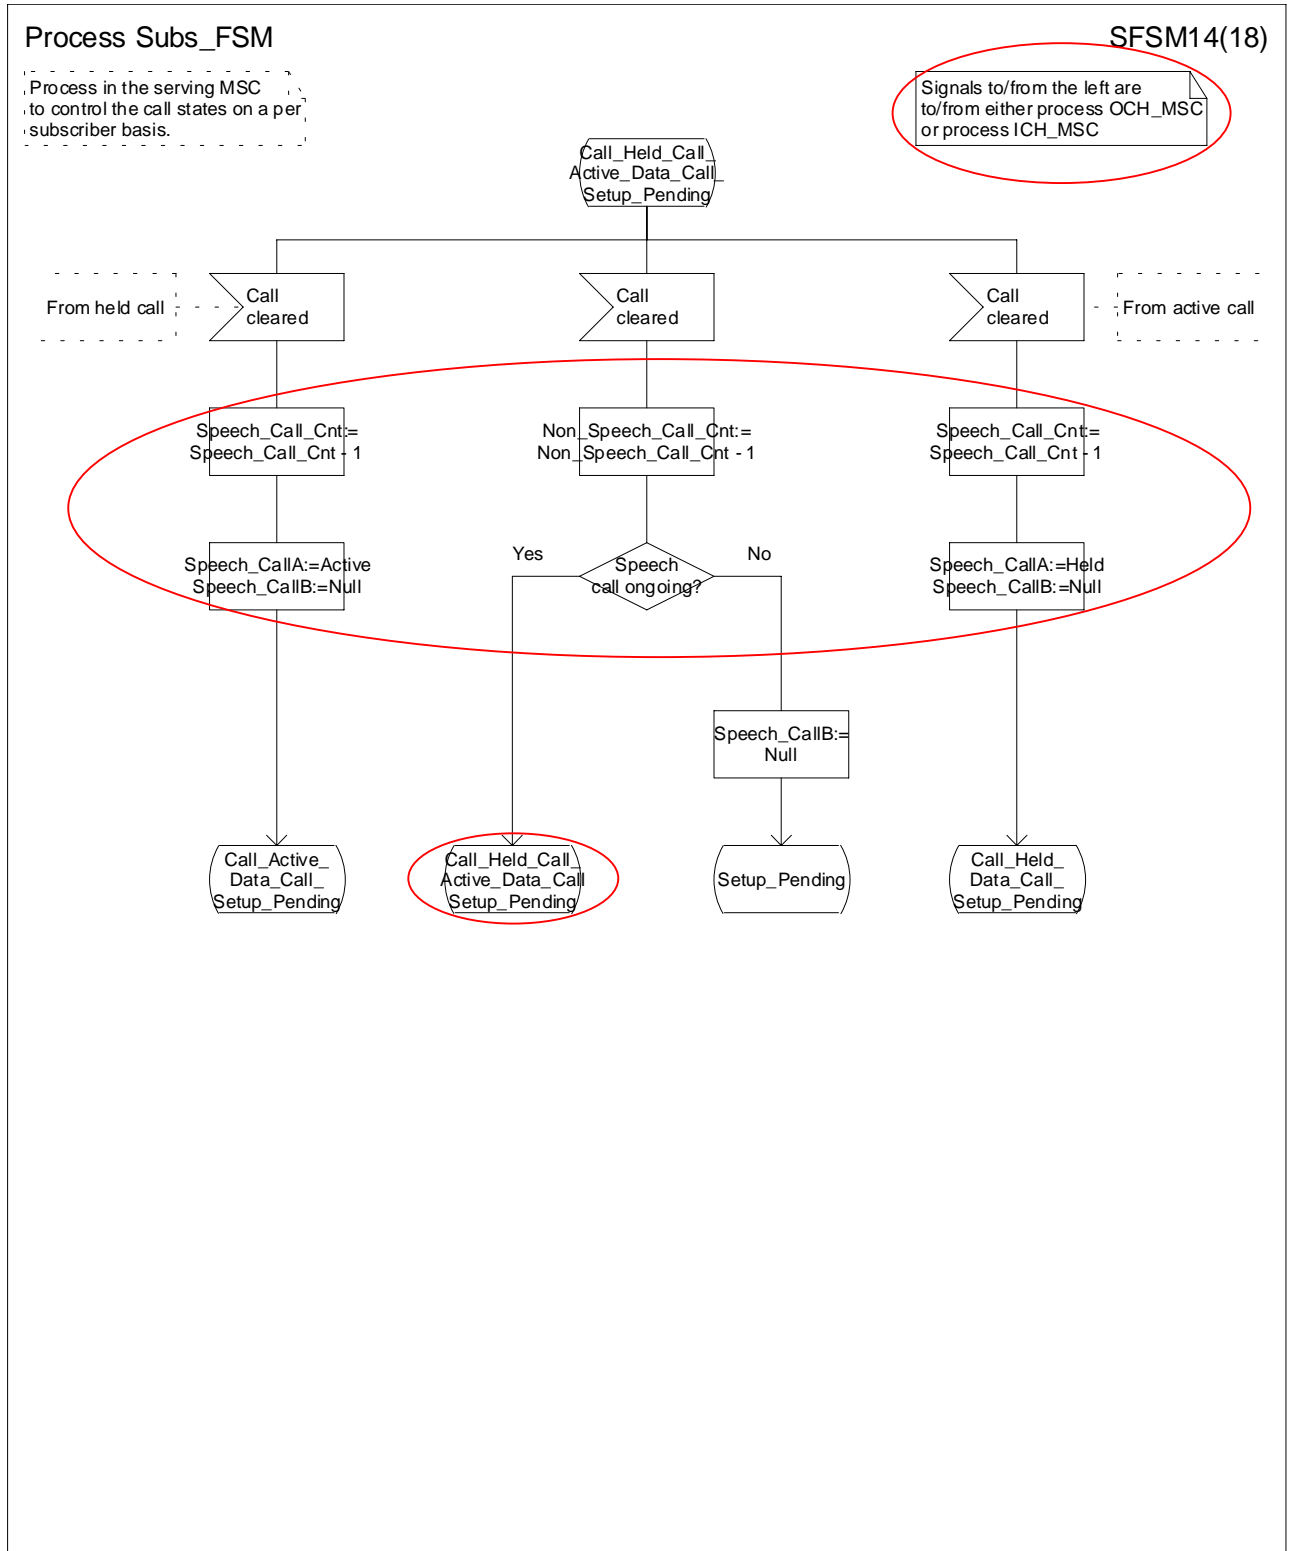 Process Subs_FSM
SFSM14(18)
Process in the serving MSC
to control the call states on a per
subscriber basis.
Signals to/from the left are
to/from either process OCH_MSC
or process ICH_MSC
Call_Held_Call_
Active_Data_Call_
Setup_Pending
From held call
Call
cleared
Call
cleared
Call
cleared
From active call
Speech_Call_Cnt:=
Speech_Call_Cnt - 1
Non_Speech_Call_Cnt:=
Non_Speech_Call_Cnt - 1
Speech_Call_Cnt:=
Speech_Call_Cnt - 1
Speech_CallA:=Active
Speech_CallB:=Null
Yes
Speech
call ongoing?
No
Speech_CallA:=Held
Speech_CallB:=Null
Speech_CallB:=
Null
Call_Active_
Data_Call_
Setup_Pending
Call_Held_Call_
Active_Data_Call
Setup_Pending
Setup_Pending
Call_Held_
Data_Call_
Setup_Pending